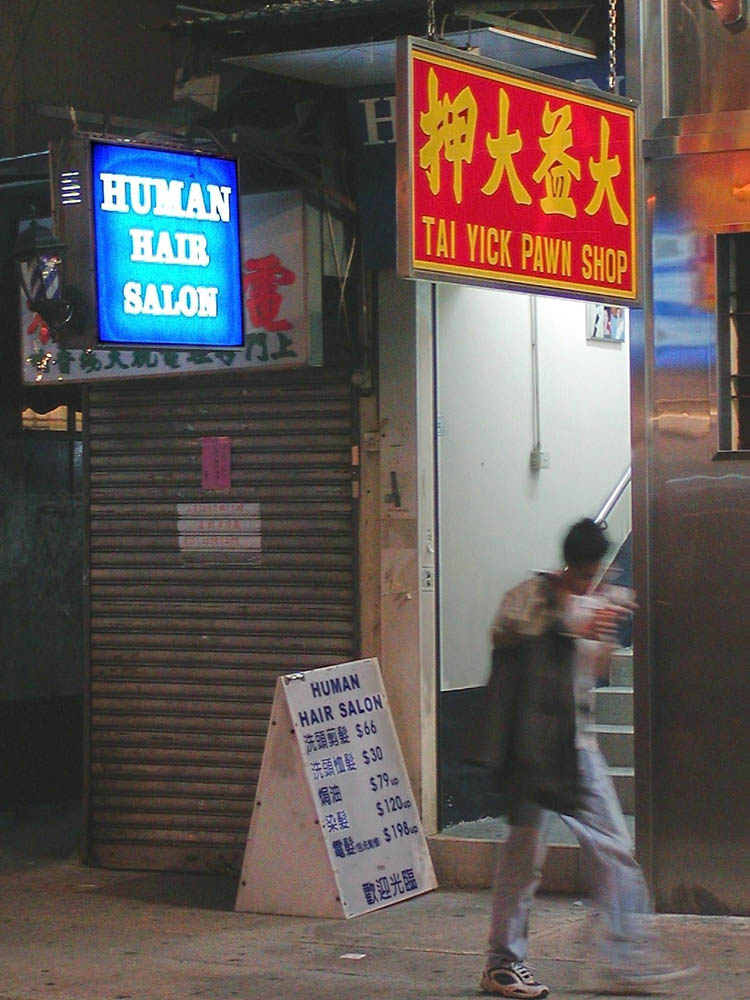 HUMAN
HAIR
SALON
押大益大
TAI YICK PAWN SHOP
H
電
HUMAN
HAIR SALON
洗頭剪髮 $66
洗頭恤髮 $30
焗油 $79up
染髮 $120up
電髮 $198up
歡迎光臨